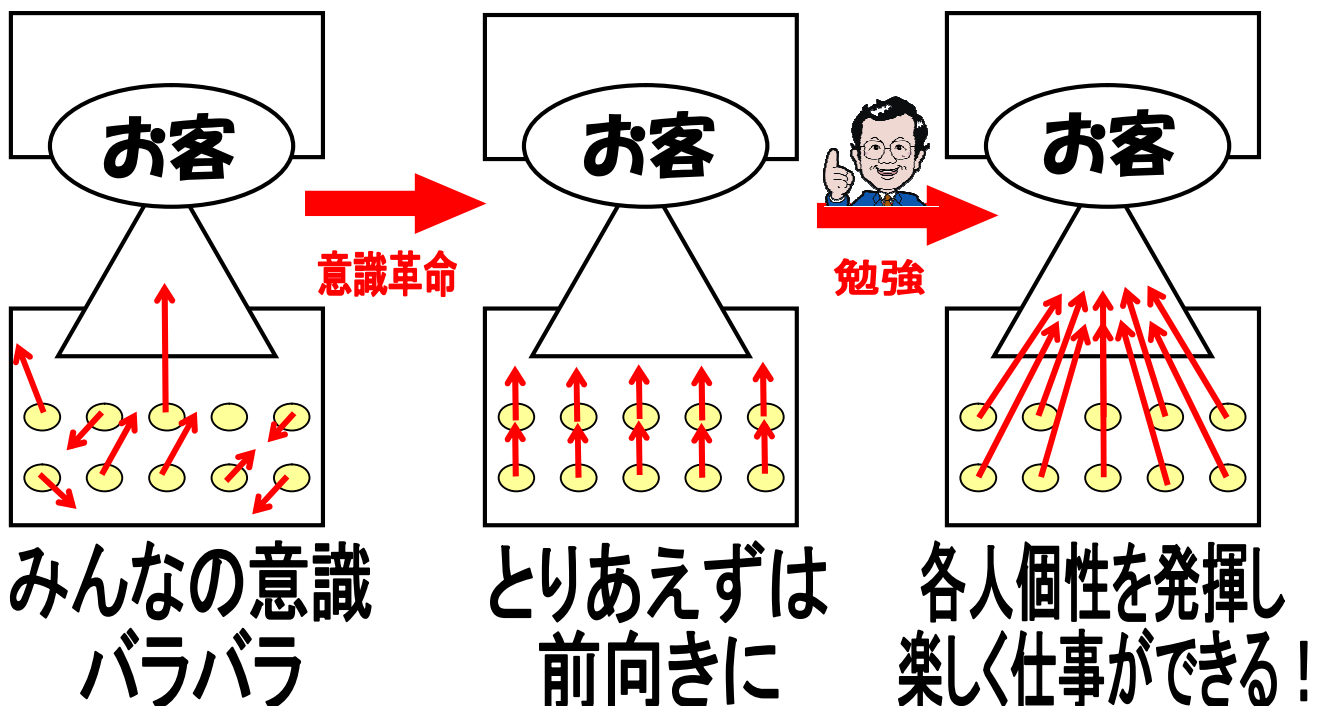 お客
お客
お客
意識革命
勉強
みんなの意識
バラバラ
とりあえずは
前向きに
各人個性を発揮し
楽しく仕事ができる！